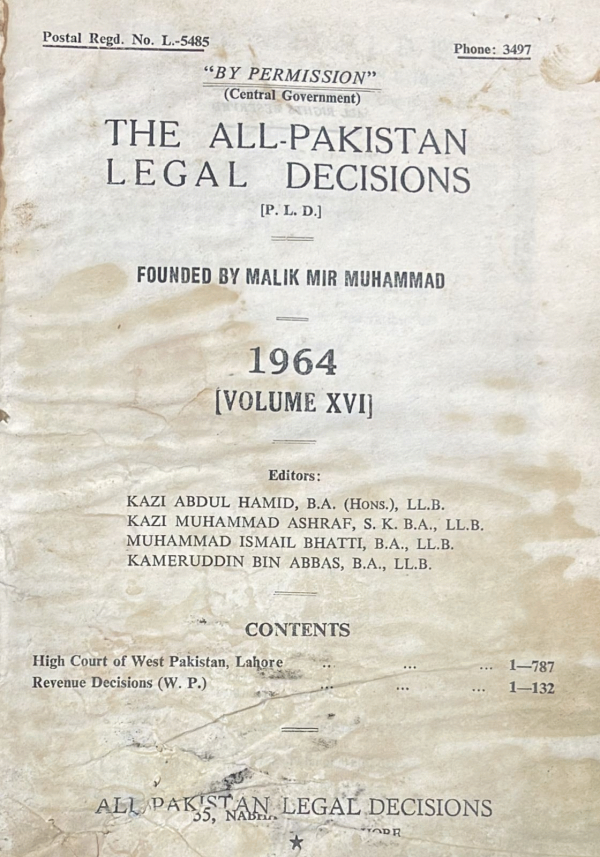 Postal Regd. No. L.-5485
Phone: 3497
"BY PERMISSION"
(Central Government)
THE ALL-PAKISTAN
LEGAL DECISIONS
[P. L. D.]
FOUNDED BY MALIK MIR MUHAMMAD
1964
[VOLUME XVI]
Editors:
KAZI ABDUL HAMID, B.A. (HONS.), LL.B.
KAZI MUHAMMAD ASHRAF, S. K. B.A., LL.B.
MUHAMMAD ISMAIL BHATTI, B.A., LL.B.
KAMERUDDIN BIN ABBAS, B.A., LL.B.
CONTENTS
High Court of West Pakistan, Lahore ... ... ... 1—787
Revenue Decisions (W. P.) ... ... ... 1—132
ALL PAKISTAN LEGAL DECISIONS
35,